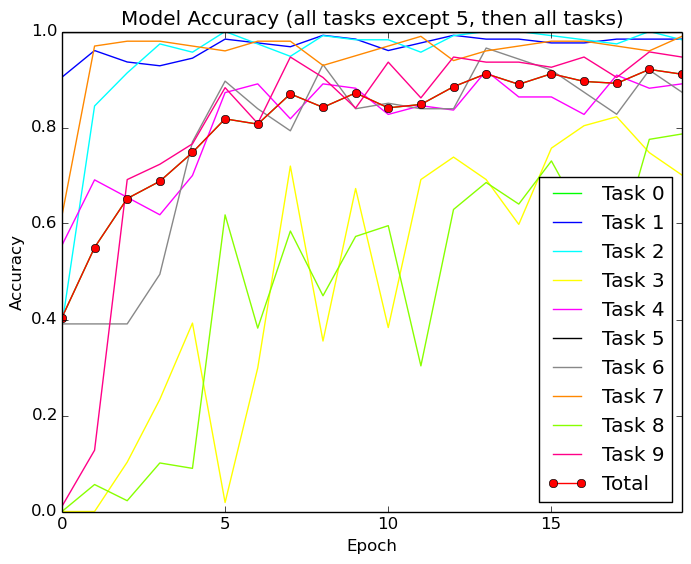 Model Accuracy (all tasks except 5, then all tasks)
1.0
0.8
0.6
0.4
0.2
0.0
Accuracy
0 5 10 15
Epoch
Task 0
Task 1
Task 2
Task 3
Task 4
Task 5
Task 6
Task 7
Task 8
Task 9
Total